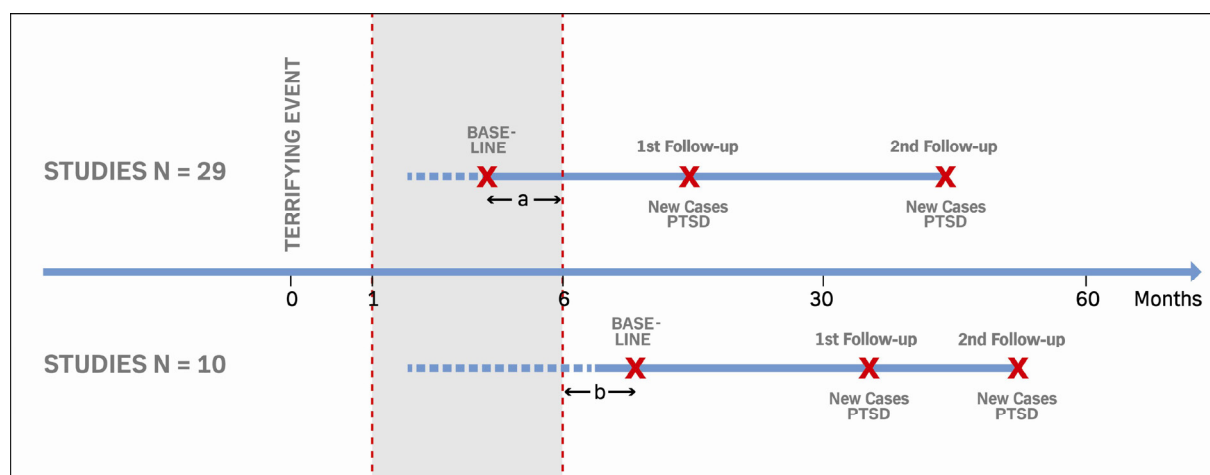 TERRIFYING EVENT
STUDIES N = 29
BASE-
LINE
1st Follow-up
2nd Follow-up
a
New Cases
PTSD
New Cases
PTSD
0
1
6
30
60
Months
STUDIES N = 10
BASE-
LINE
1st Follow-up
2nd Follow-up
b
New Cases
PTSD
New Cases
PTSD